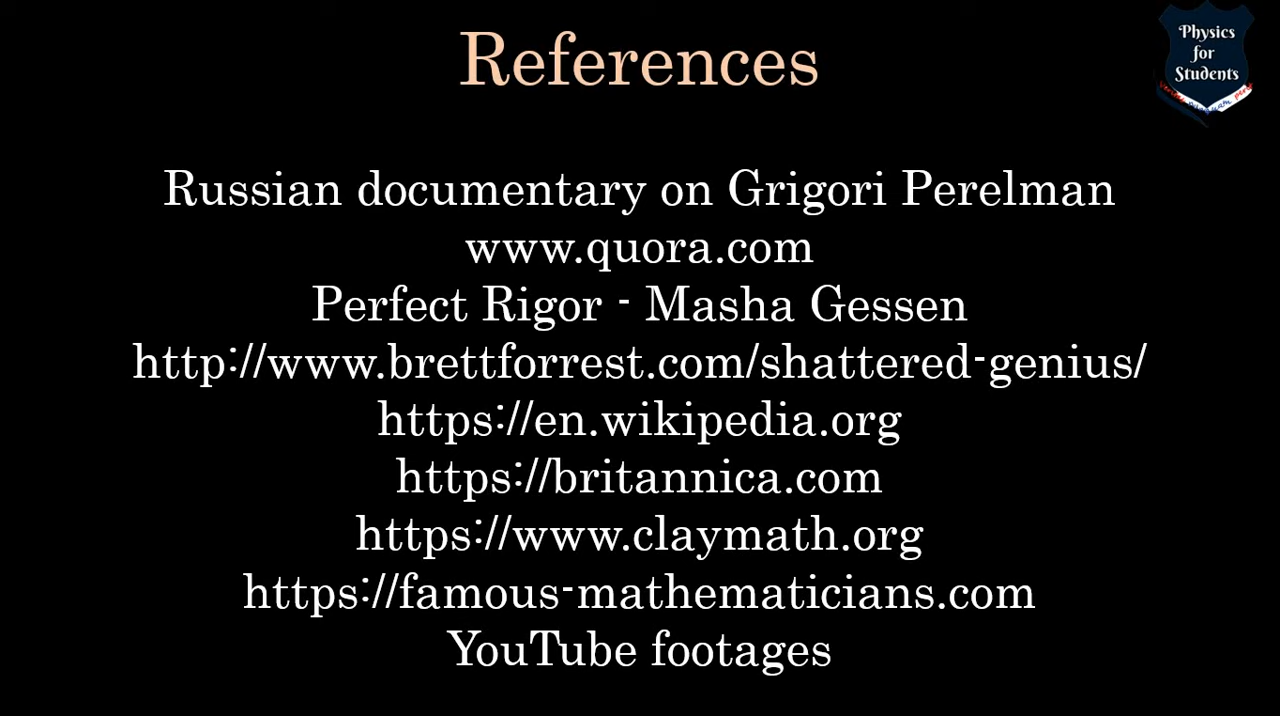 References
Physics
for
Students
Russian documentary on Grigori Perelman
www.quora.com
Perfect Rigor - Masha Gessen
http://www.brettforrest.com/shattered-genius/
https://en.wikipedia.org
https://britannica.com
https://www.claymath.org
https://famous-mathematicians.com
YouTube footages